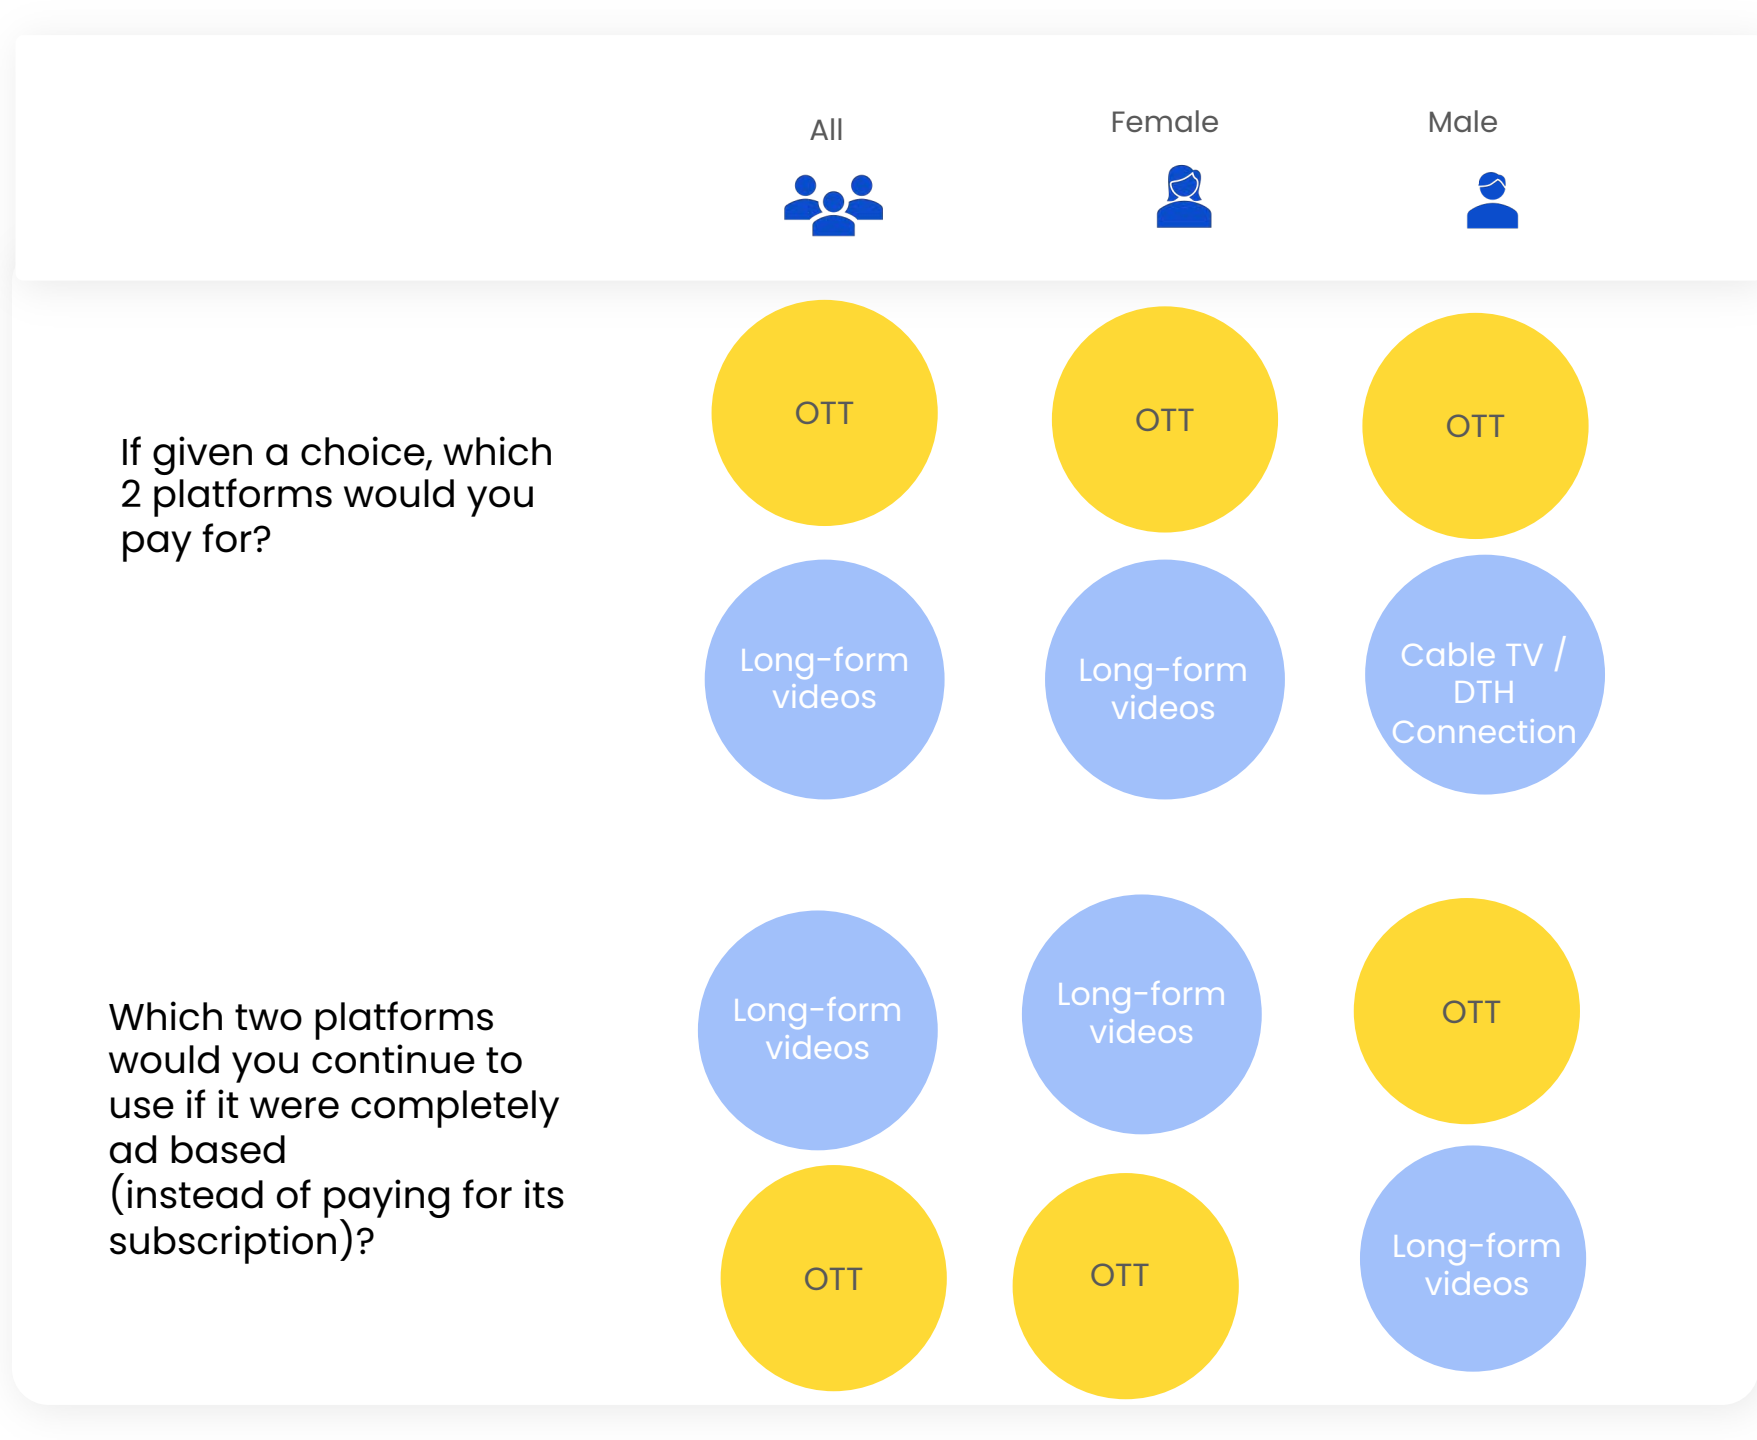 All
Female
Male
If given a choice, which
2 platforms would you
pay for?
OTT
OTT
OTT
Long-form
videos
Long-form
videos
Cable TV /
DTH
Connection
Which two platforms
would you continue to
use if it were completely
ad based
(instead of paying for its
subscription)?
Long-form
videos
Long-form
videos
OTT
OTT
OTT
Long-form
videos